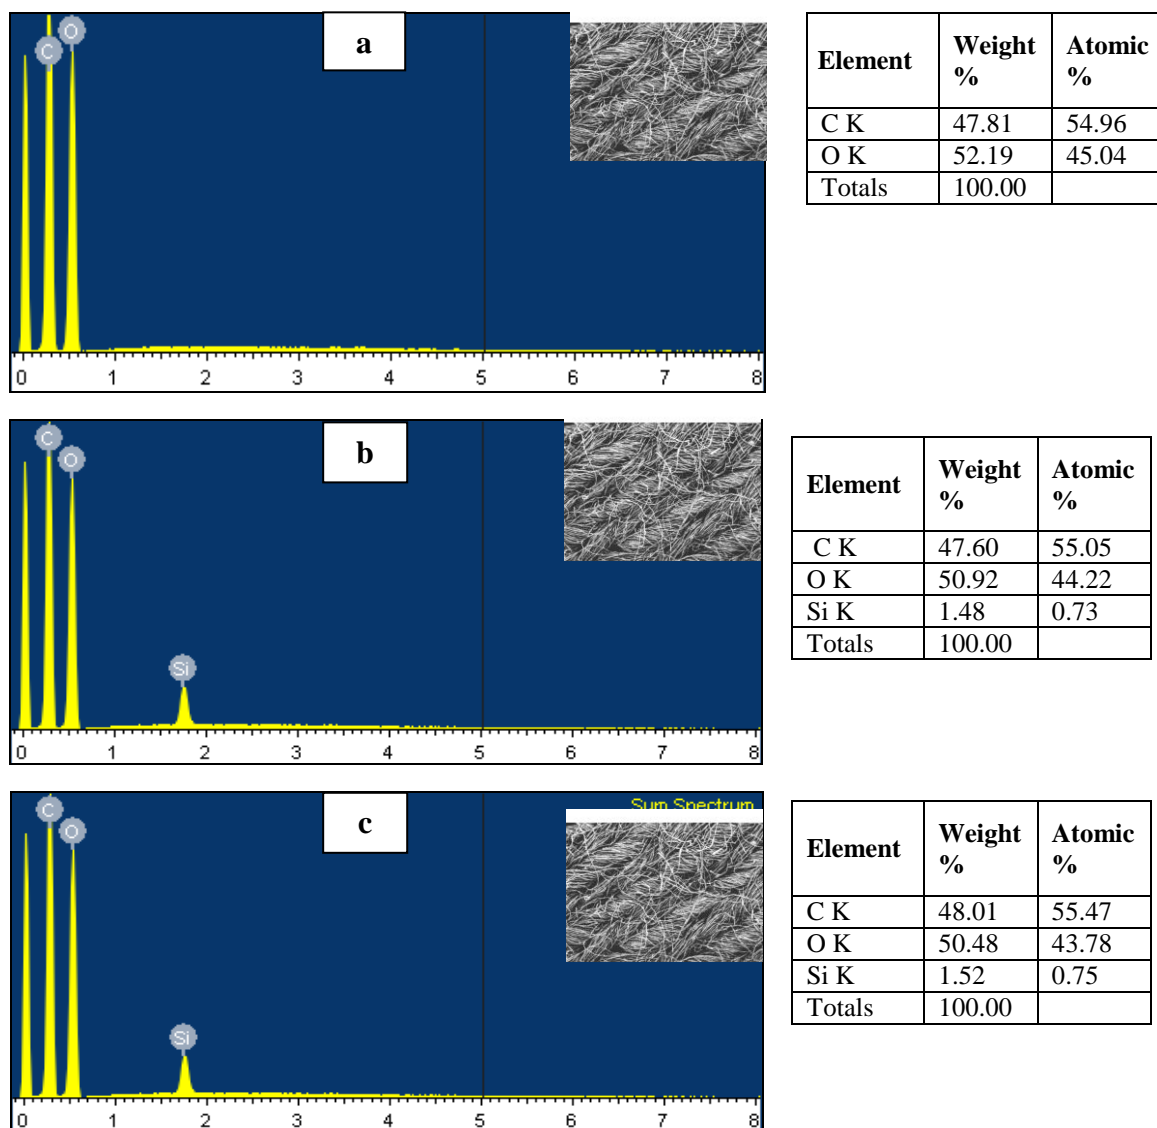 a
C
O
0 1 2 3 4 5 6 7 8
Element Weight % Atomic %
C K 47.81 54.96
O K 52.19 45.04
Totals 100.00
b
C
O
Si
0 1 2 3 4 5 6 7 8
Element Weight % Atomic %
C K 47.60 55.05
O K 50.92 44.22
Si K 1.48 0.73
Totals 100.00
c
Sum Spectrum
C
O
Si
0 1 2 3 4 5 6 7 8
Element Weight % Atomic %
C K 48.01 55.47
O K 50.48 43.78
Si K 1.52 0.75
Totals 100.00